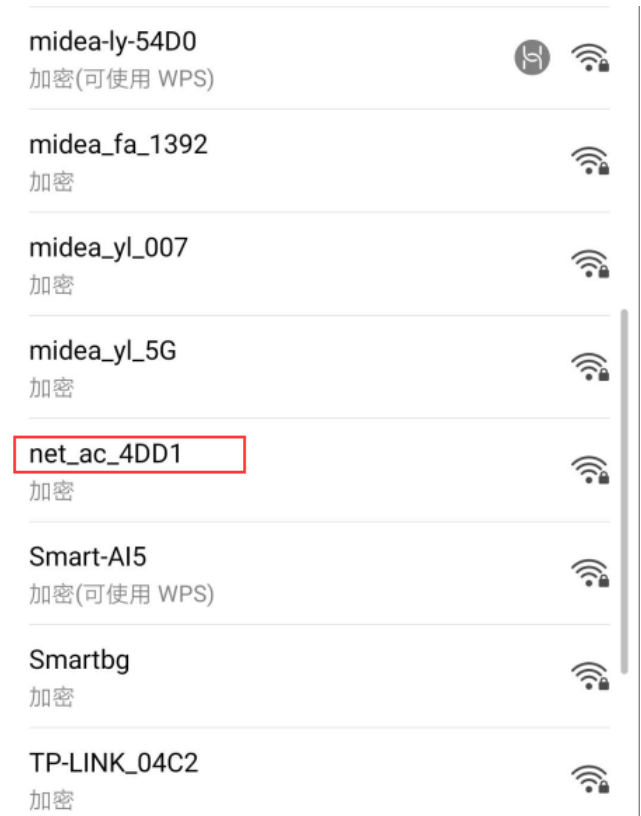 midea-ly-54D0
加密(可使用 WPS)
midea_fa_1392
加密
midea_yl_007
加密
midea_yl_5G
加密
net_ac_4DD1
加密
Smart-AI5
加密(可使用 WPS)
Smartbg
加密
TP-LINK_04C2
加密